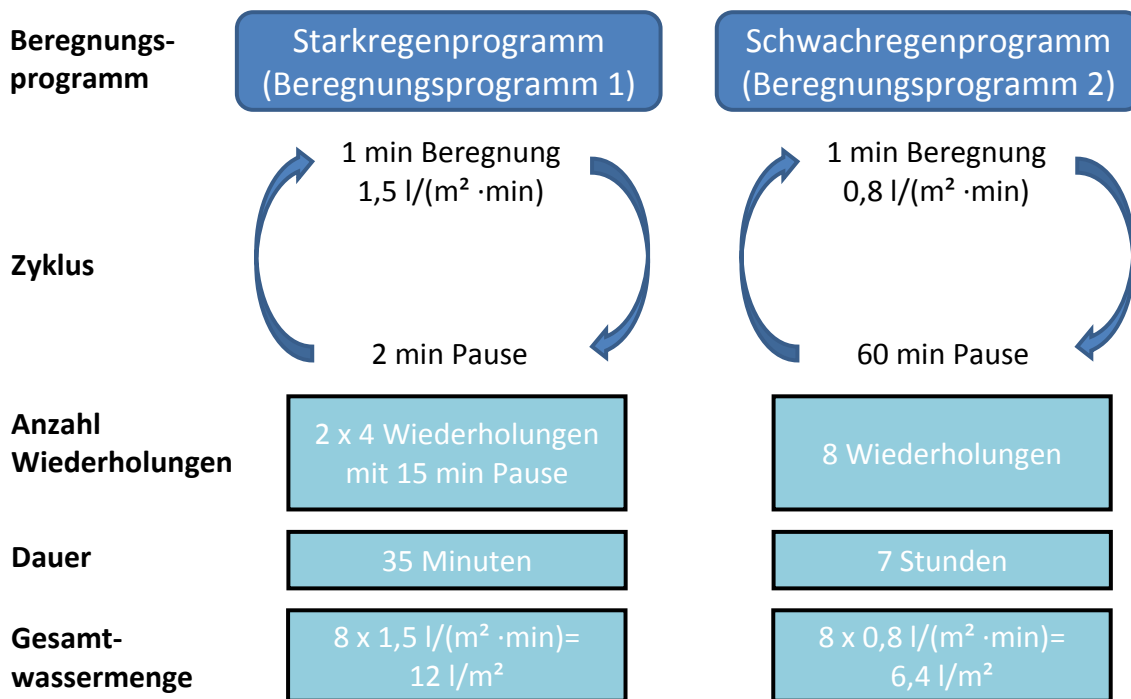 Beregnungs-
programm
Starkregenprogramm
(Beregnungsprogramm 1)
Schwachregenprogramm
(Beregnungsprogramm 2)
Zyklus
1 min Beregnung
1,5 l/(m² ·min)
2 min Pause
1 min Beregnung
0,8 l/(m² ·min)
60 min Pause
Anzahl
Wiederholungen
2 x 4 Wiederholungen
mit 15 min Pause
8 Wiederholungen
Dauer
35 Minuten
7 Stunden
Gesamt-
wassermenge
8 x 1,5 l/(m² ·min)=
12 l/m²
8 x 0,8 l/(m² ·min)=
6,4 l/m²